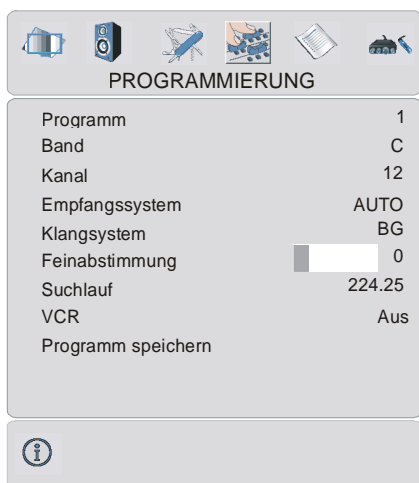 PROGRAMMIERUNG
Programm 1
Band C
Kanal 12
Empfangssystem AUTO
Klangsystem BG
Feinabstimmung 0
Suchlauf 224.25
VCR Aus
Programm speichern